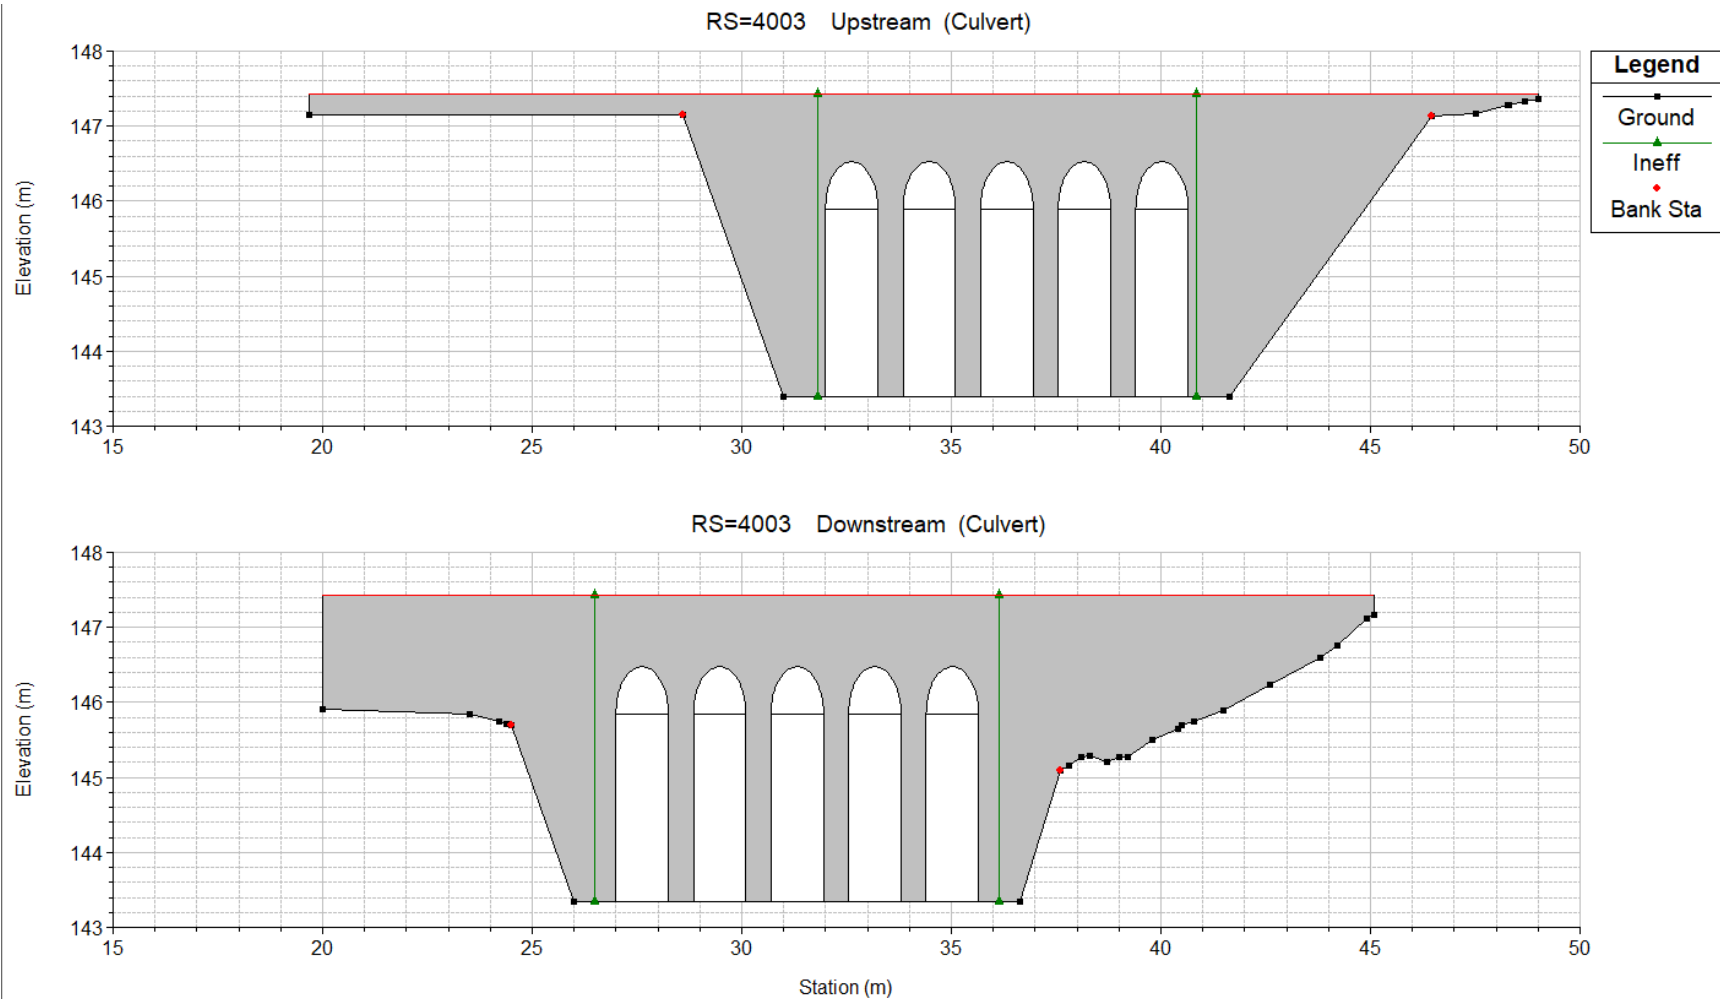 RS=4003 Upstream (Culvert)
Legend
Ground
Ineff
Bank Sta
Elevation (m)
148
147
146
145
144
143
15 20 25 30 35 40 45 50
RS=4003 Downstream (Culvert)
Elevation (m)
148
147
146
145
144
143
15 20 25 30 35 40 45 50
Station (m)